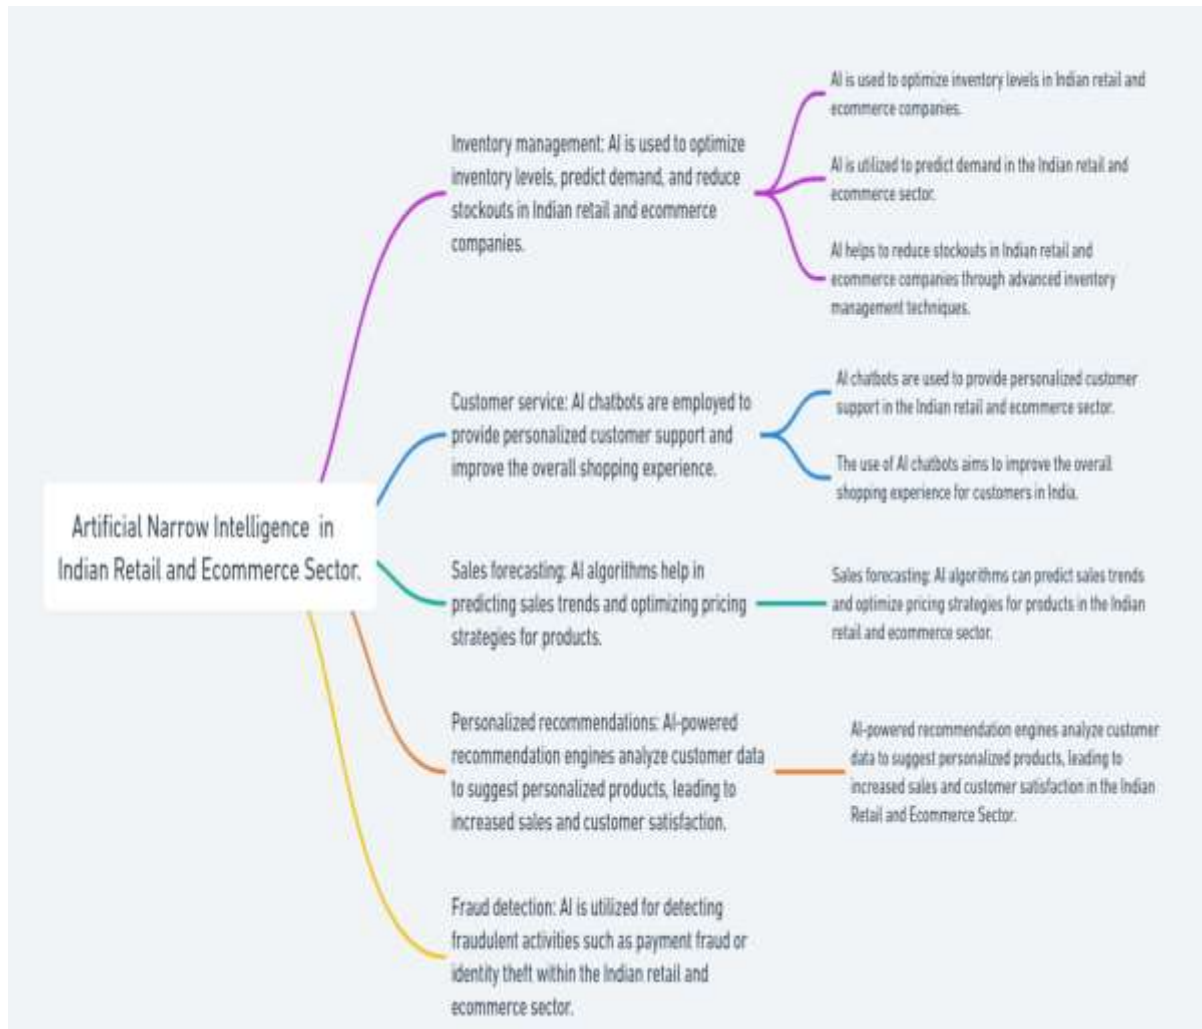 Artificial Narrow Intelligence in
Indian Retail and Ecommerce Sector.
Inventory management: AI is used to optimize
inventory levels, predict demand, and reduce
stockouts in Indian retail and ecommerce
companies.
AI is used to optimize inventory levels in Indian retail and
ecommerce companies.
AI is utilized to predict demand in the Indian retail and
ecommerce sector.
AI helps to reduce stockouts in Indian retail and
ecommerce companies through advanced inventory
management techniques.
Customer service: AI chatbots are employed to
provide personalized customer support and
improve the overall shopping experience.
AI chatbots are used to provide personalized customer
support in the Indian retail and ecommerce sector.
The use of AI chatbots aims to improve the overall
shopping experience for customers in India.
Sales forecasting: AI algorithms help in
predicting sales trends and optimizing pricing
strategies for products.
Sales forecasting: AI algorithms can predict sales trends
and optimize pricing strategies for products in the Indian
retail and ecommerce sector.
Personalized recommendations: AI-powered
recommendation engines analyze customer data
to suggest personalized products, leading to
increased sales and customer satisfaction.
AI-powered recommendation engines analyze customer
data to suggest personalized products, leading to
increased sales and customer satisfaction in the Indian
Retail and Ecommerce Sector.
Fraud detection: AI is utilized for detecting
fraudulent activities such as payment fraud or
identity theft within the Indian retail and
ecommerce sector.